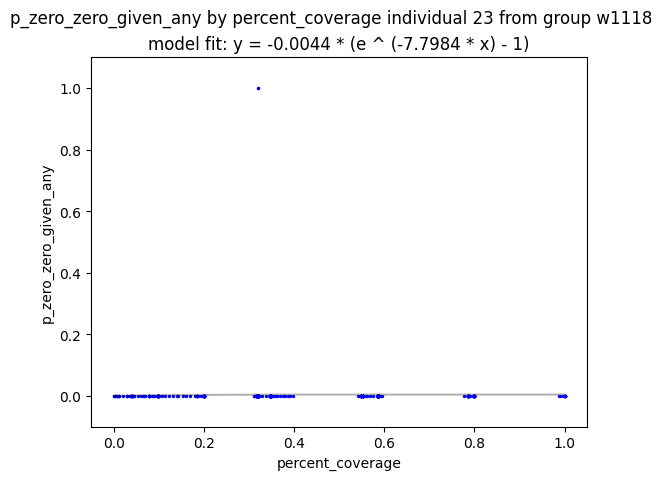 p_zero_zero_given_any by percent_coverage individual 23 from group w1118
model fit: y = -0.0044 * (e ^ (-7.7984 * x) - 1)
1.0
0.8
0.6
0.4
0.2
0.0
p_zero_zero_given_any
0.0 0.2 0.4 0.6 0.8 1.0
percent_coverage